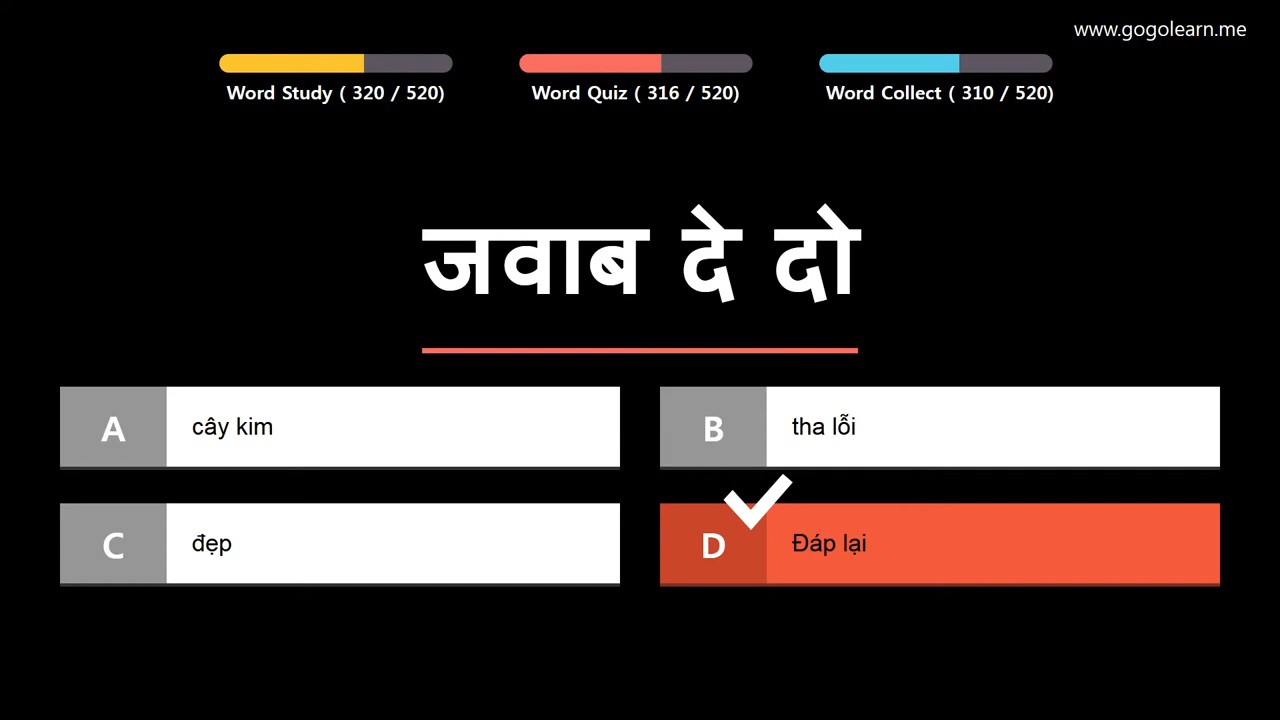 www.gogolearn.me
Word Study ( 320 / 520)
Word Quiz ( 316 / 520)
Word Collect ( 310 / 520)
जवाब दे दो
A cây kim
B tha lỗi
C đẹp
D Đáp lại